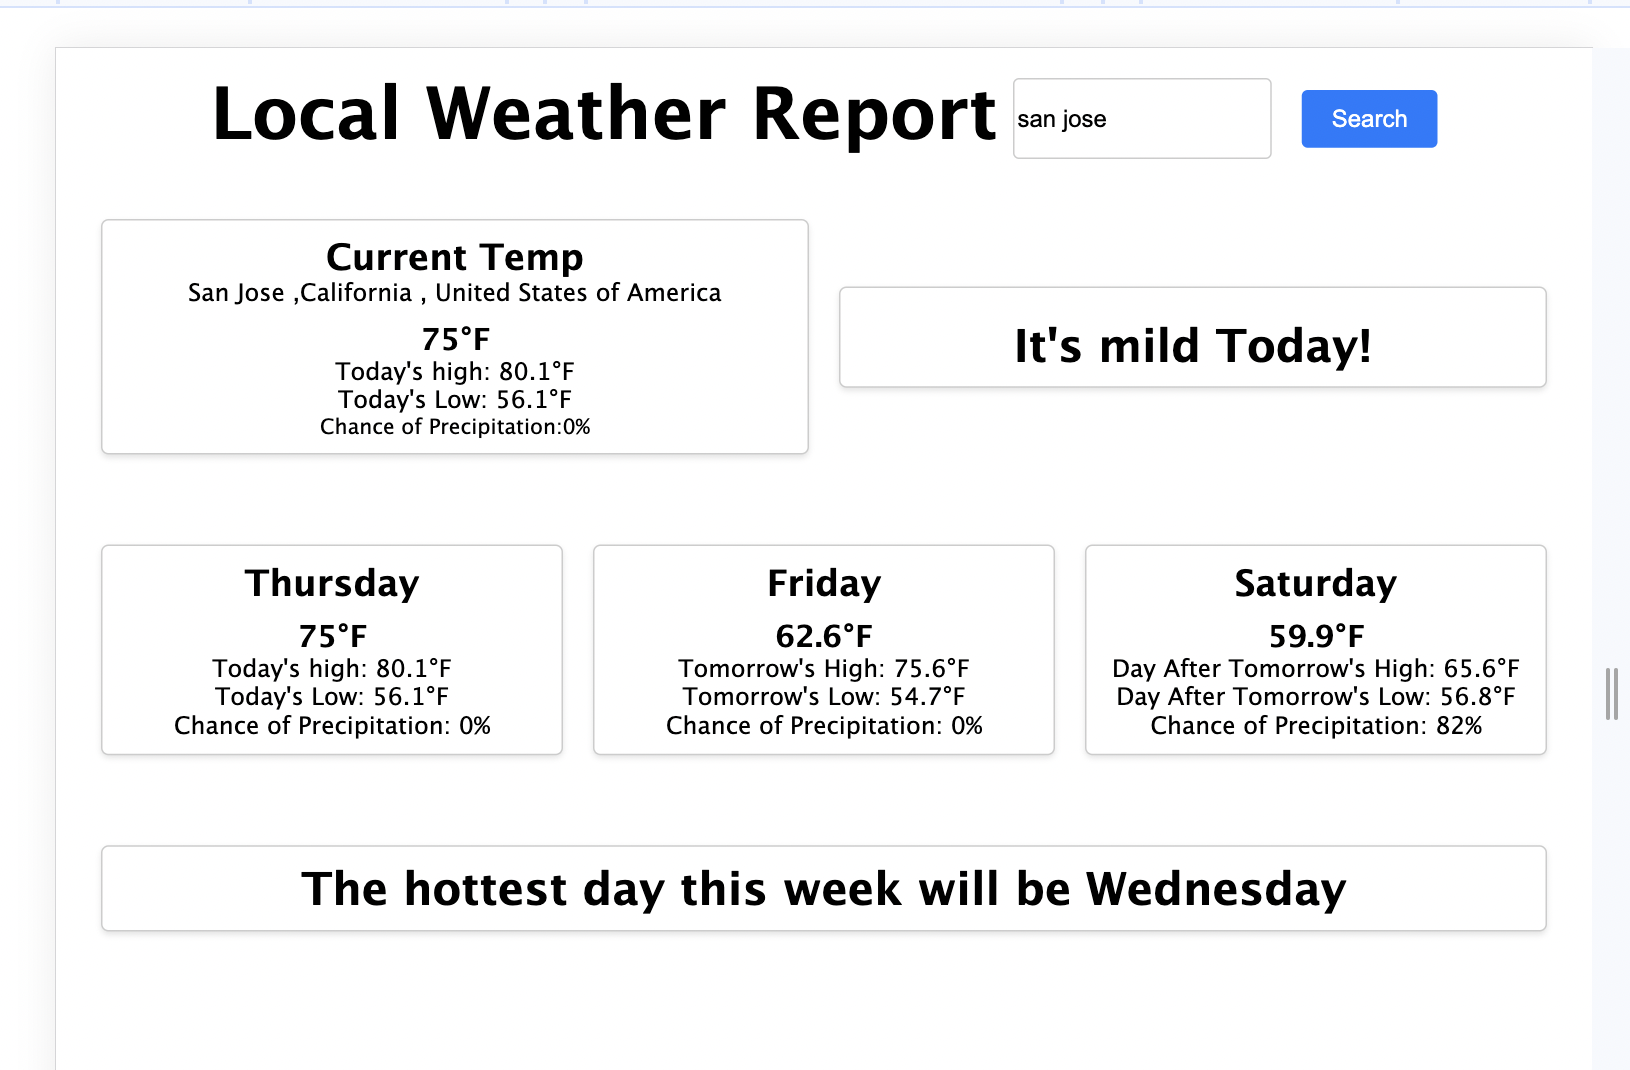 Local Weather Report
san jose
Search
Current Temp
San Jose ,California , United States of America
75°F
Today's high: 80.1°F
Today's Low: 56.1°F
Chance of Precipitation:0%
It's mild Today!
Thursday
75°F
Today's high: 80.1°F
Today's Low: 56.1°F
Chance of Precipitation: 0%
Friday
62.6°F
Tomorrow's High: 75.6°F
Tomorrow's Low: 54.7°F
Chance of Precipitation: 0%
Saturday
59.9°F
Day After Tomorrow's High: 65.6°F
Day After Tomorrow's Low: 56.8°F
Chance of Precipitation: 82%
The hottest day this week will be Wednesday